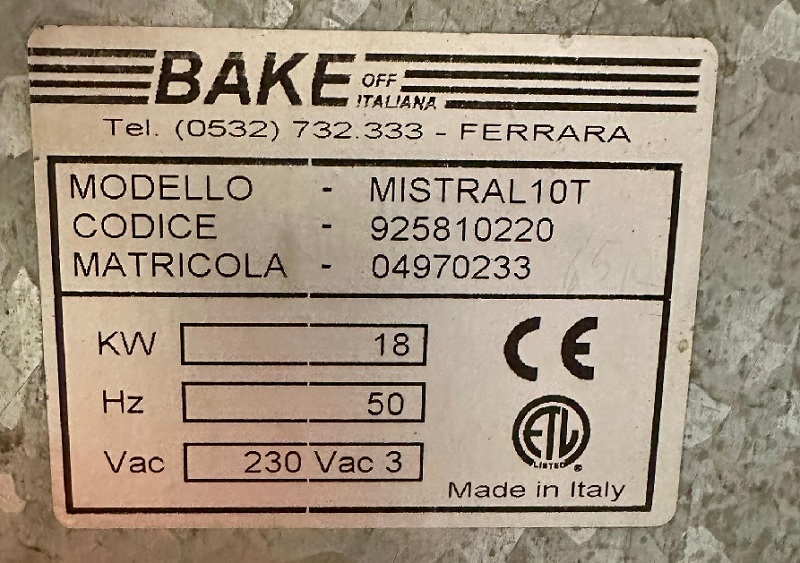 BAKE OFF ITALIANA
Tel. (0532) 732.333 - FERRARA
MODELLO - MISTRAL10T
CODICE - 925810220
MATRICOLA - 04970233
KW 18
Hz 50
Vac 230 Vac 3
CE
ETL
LISTED
®
Made in Italy